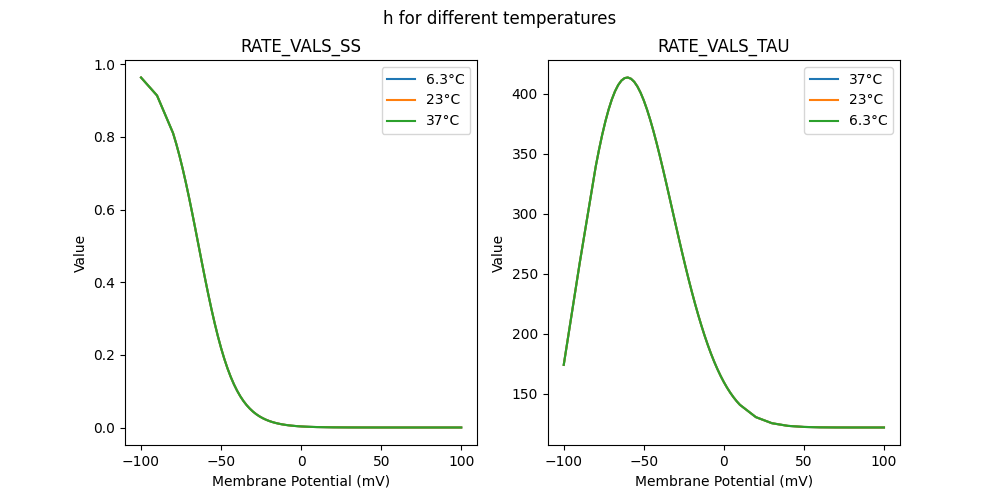 h for different temperatures
RATE_VALS_SS
1.0
0.8
0.6
0.4
0.2
0.0
Value
−100
−50
0
50
100
Membrane Potential (mV)
6.3°C
23°C
37°C
RATE_VALS_TAU
400
350
300
250
200
150
Value
−100
−50
0
50
100
Membrane Potential (mV)
37°C
23°C
6.3°C